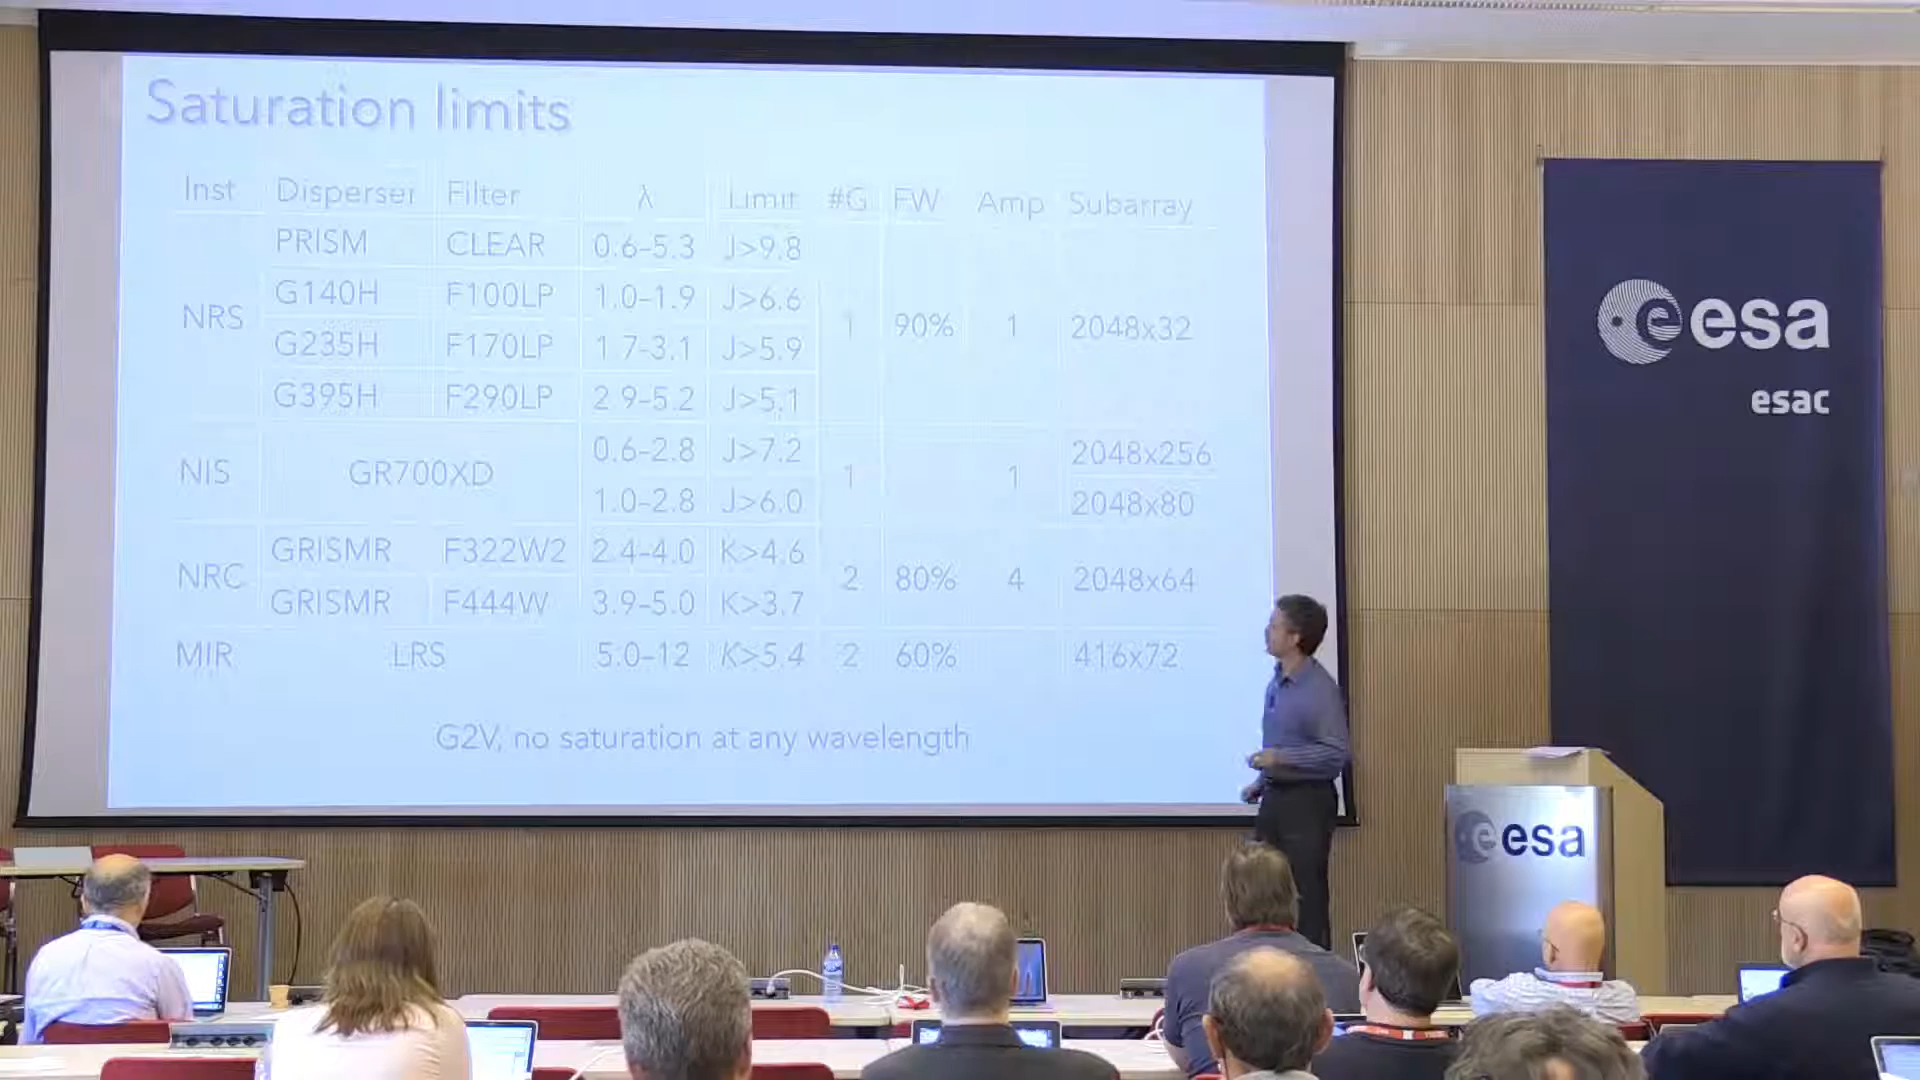 Saturation limits
Inst Disperser Filter λ Limit #G FW Amp Subarray
NRS PRISM CLEAR 0.6–5.3 J>9.8 1 90% 1 2048x32
G140H F100LP 1.0–1.9 J>6.6
G235H F170LP 1.7-3.1 J>5.9
G395H F290LP 2.9–5.2 J>5.1
NIS GR700XD 0.6–2.8 J>7.2 1 1 2048x256
1.0–2.8 J>6.0 2048x80
NRC GRISMR F322W2 2.4–4.0 K>4.6 2 80% 4 2048x64
GRISMR F444W 3.9–5.0 K>3.7
MIR LRS 5.0–12 K>5.4 2 60% 416x72
G2V, no saturation at any wavelength
esa
esac
esa